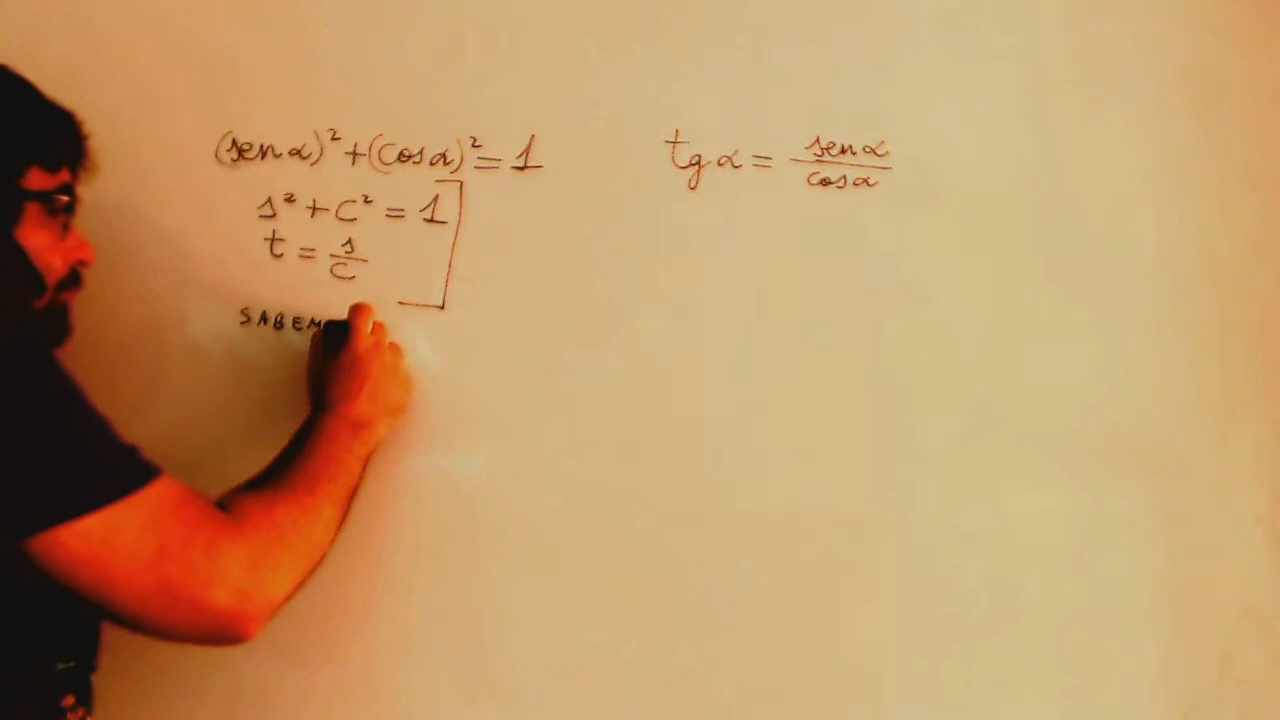 (sen α)² + (cos α)² = 1
tg α = sen α / cos α
s² + c² = 1
t = s / c
SABEM